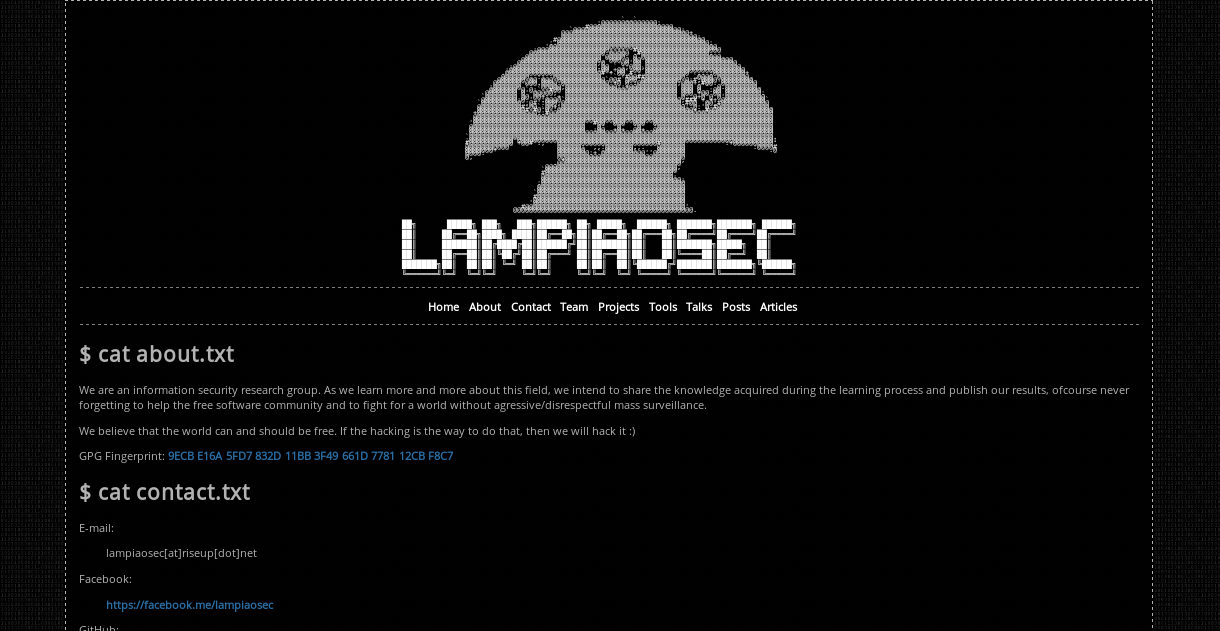 LAMPIAOSEC
Home About Contact Team Projects Tools Talks Posts Articles
$ cat about.txt
We are an information security research group. As we learn more and more about this field, we intend to share the knowledge acquired during the learning process and publish our results, ofcourse never
forgetting to help the free software community and to fight for a world without agressive/disrespectful mass surveillance.
We believe that the world can and should be free. If the hacking is the way to do that, then we will hack it :)
GPG Fingerprint: 9ECB E16A 5FD7 832D 11BB 3F49 661D 7781 12CB F8C7
$ cat contact.txt
E-mail:
lampiaosec[at]riseup[dot]net
Facebook:
https://facebook.me/lampiaosec
GitHub: